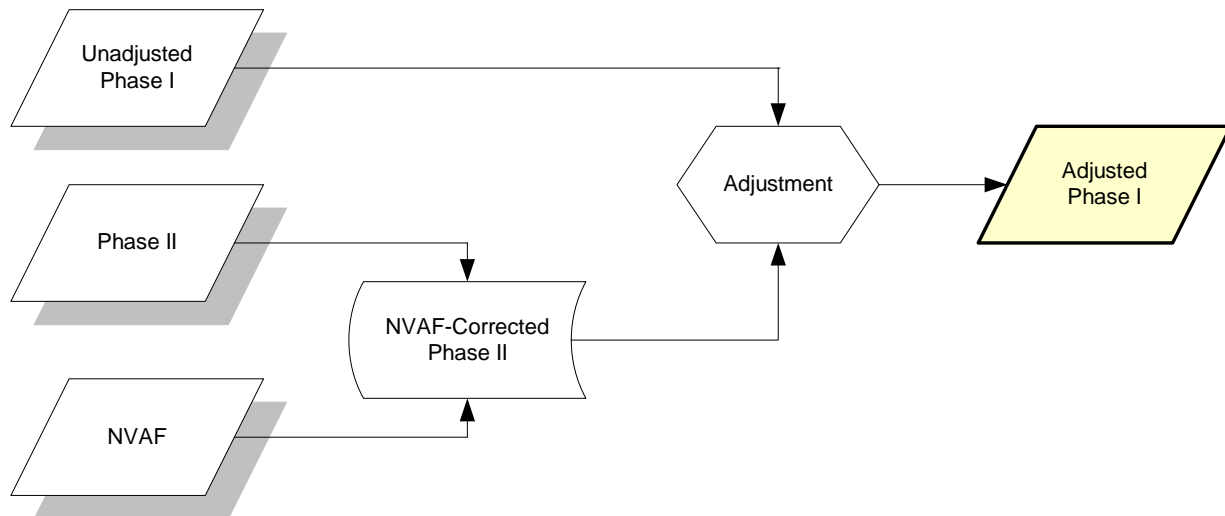 Unadjusted
Phase I
Phase II
NVAF
NVAF-Corrected
Phase II
Adjustment
Adjusted
Phase I